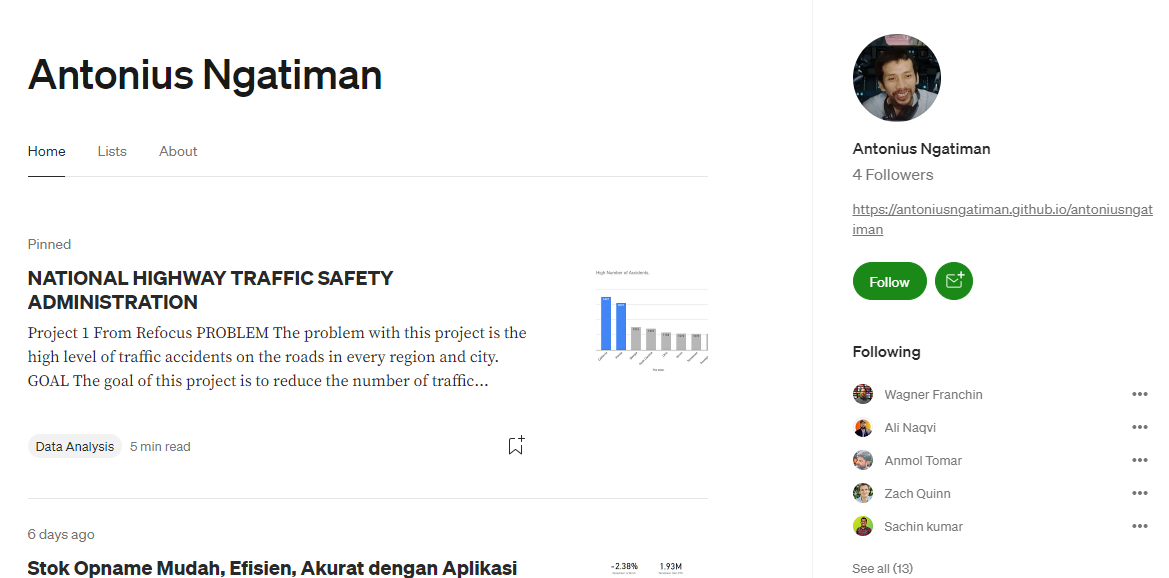 Antonius Ngatiman
Home
Lists
About
Pinned
NATIONAL HIGHWAY TRAFFIC SAFETY
ADMINISTRATION
Project 1 From Refocus PROBLEM The problem with this project is the
high level of traffic accidents on the roads in every region and city.
GOAL The goal of this project is to reduce the number of traffic...
High Number of Accidents.
Data Analysis
5 min read
6 days ago
Stok Opname Mudah, Efisien, Akurat dengan Aplikasi
-2.38%
1.93M
Antonius Ngatiman
4 Followers
https://antoniusngatiman.github.io/antoniusngat
iman
Follow
Following
Wagner Franchin
Ali Naqvi
Anmol Tomar
Zach Quinn
Sachin kumar
See all (13)